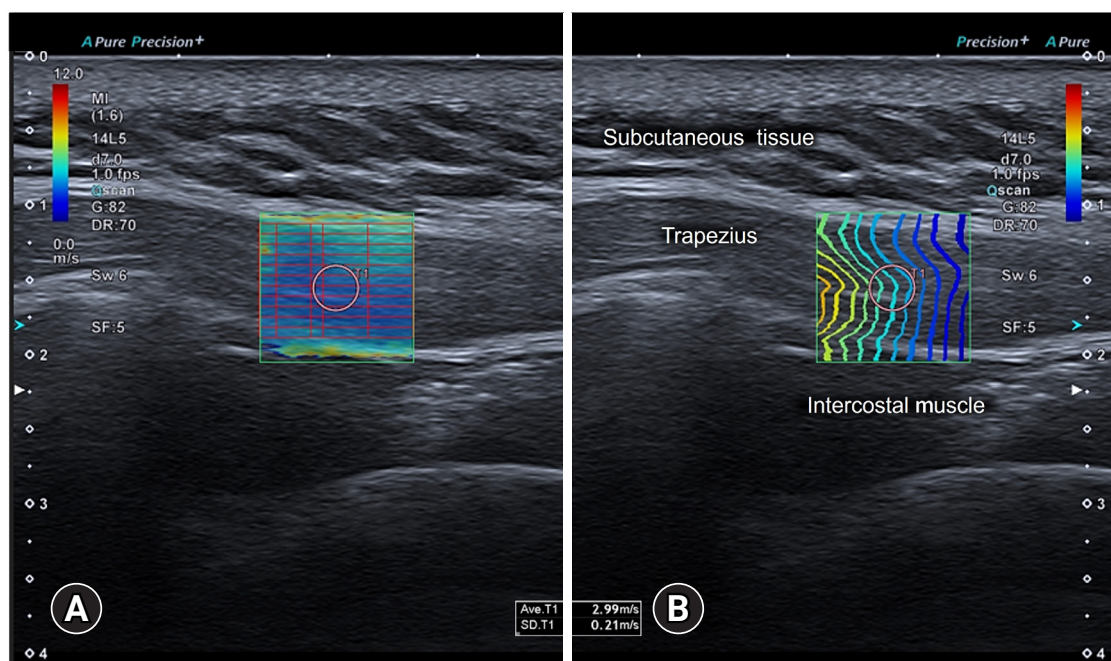 A Pure Precision+
0
12.0
MI
(1.6)
14L5
d7.0
1.0 fps
Qscan
G:82
DR:70
1
0.0
m/s
Sw 6
SF:5
T1
2
3
4
A
Precision+ A Pure
0
Subcutaneous tissue
14L5
d7.0
1.0 fps
Qscan
G:82
DR:70
1
Trapezius
Sw 6
T1
SF:5
2
Intercostal muscle
3
4
B
Ave.T1 2.99m/s
SD.T1 0.21m/s